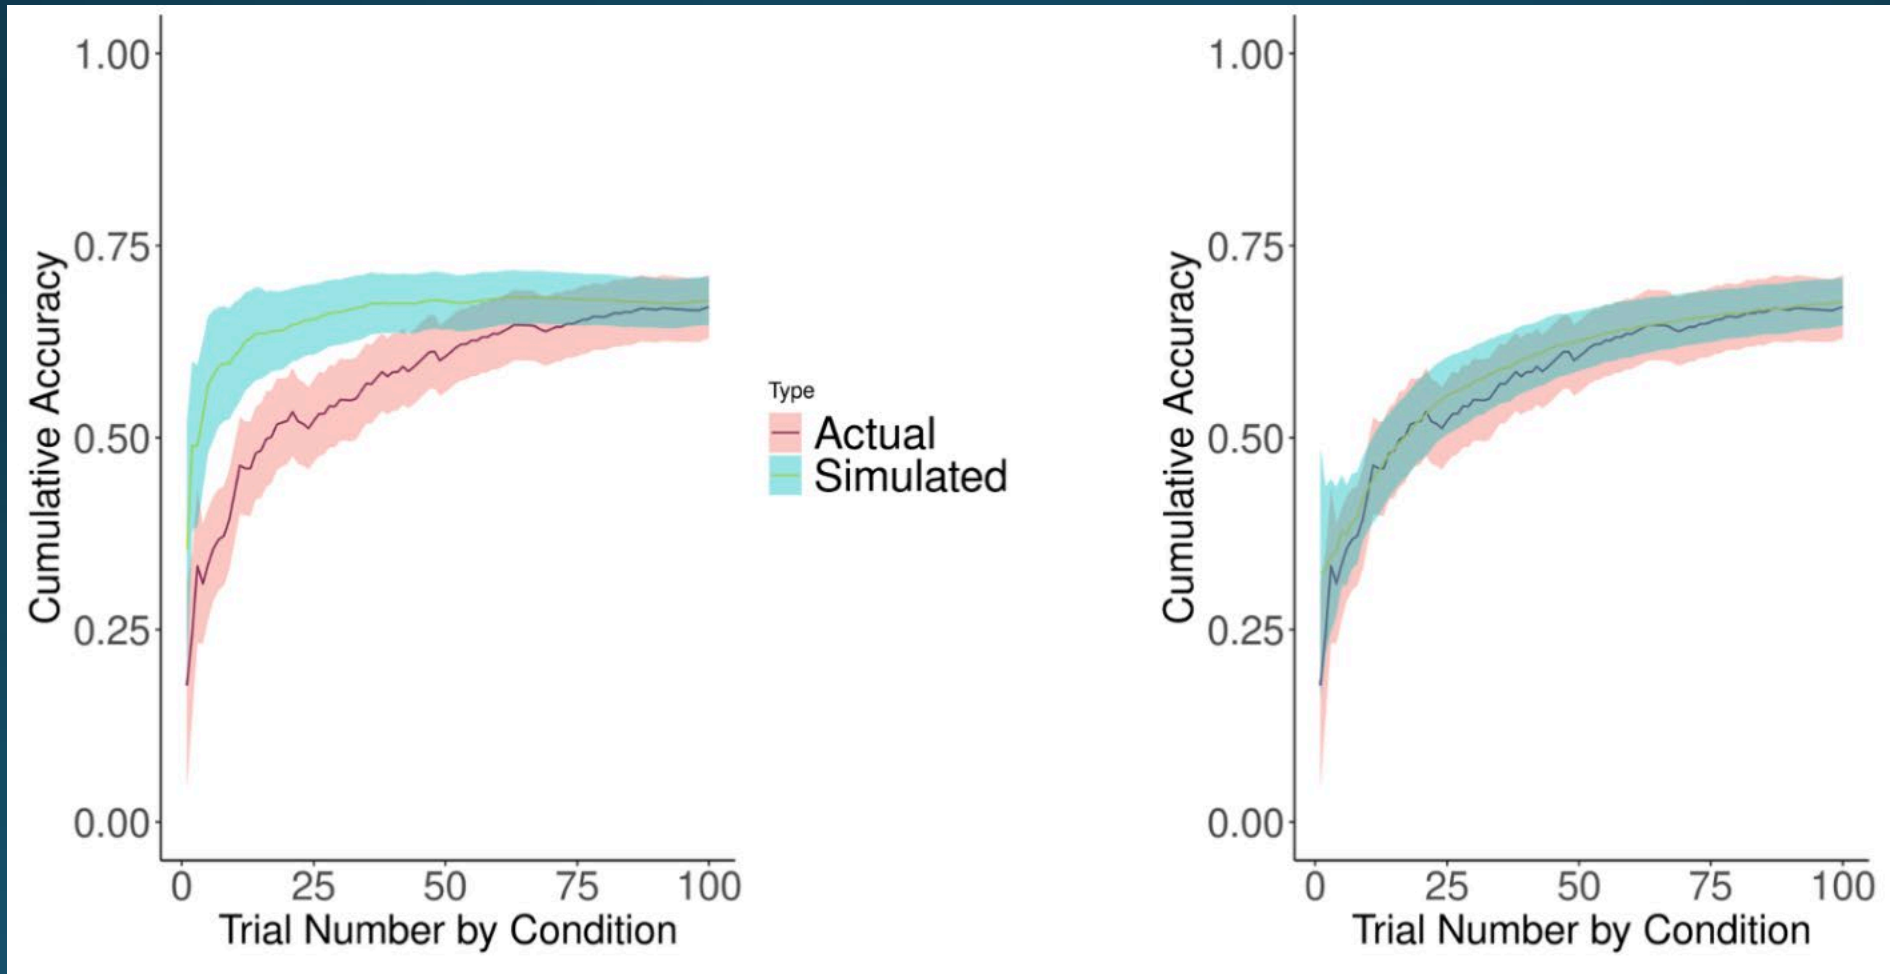 1.00
0.75
0.50
0.25
0.00
Cumulative Accuracy
0 25 50 75 100
Trial Number by Condition
Type
Actual
Simulated
1.00
0.75
0.50
0.25
0.00
Cumulative Accuracy
0 25 50 75 100
Trial Number by Condition